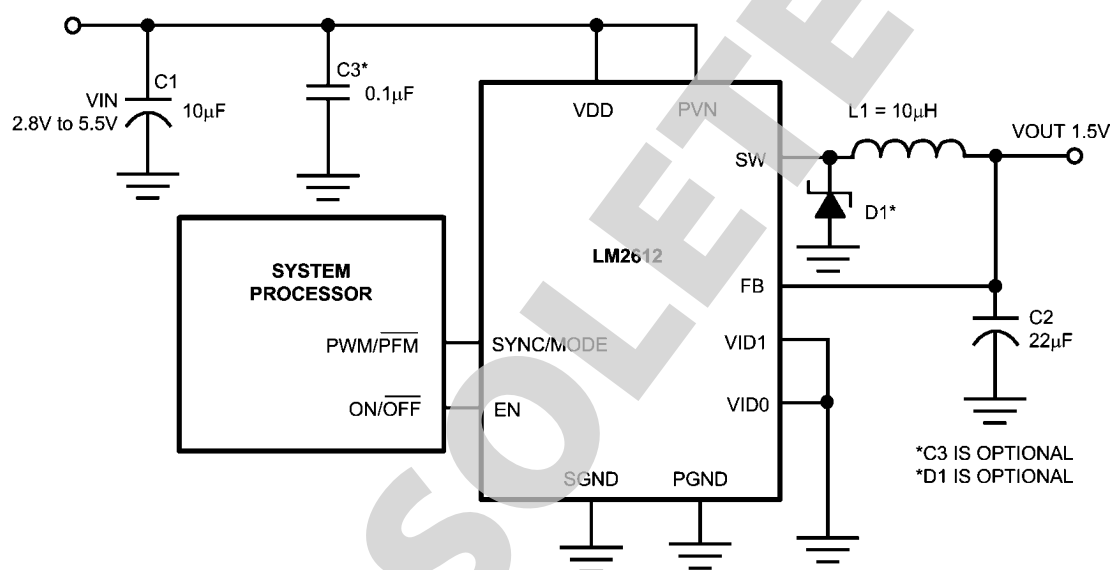 C1
10μF
VIN
2.8V to 5.5V
C3*
0.1μF
VDD
PVN
L1 = 10μH
VOUT 1.5V
SW
D1*
LM2612
SYSTEM
PROCESSOR
FB
C2
22μF
PWM/PFM
SYNC/MODE
VID1
ON/OFF
EN
VID0
*C3 IS OPTIONAL
*D1 IS OPTIONAL
SGND
PGND
SOLETE